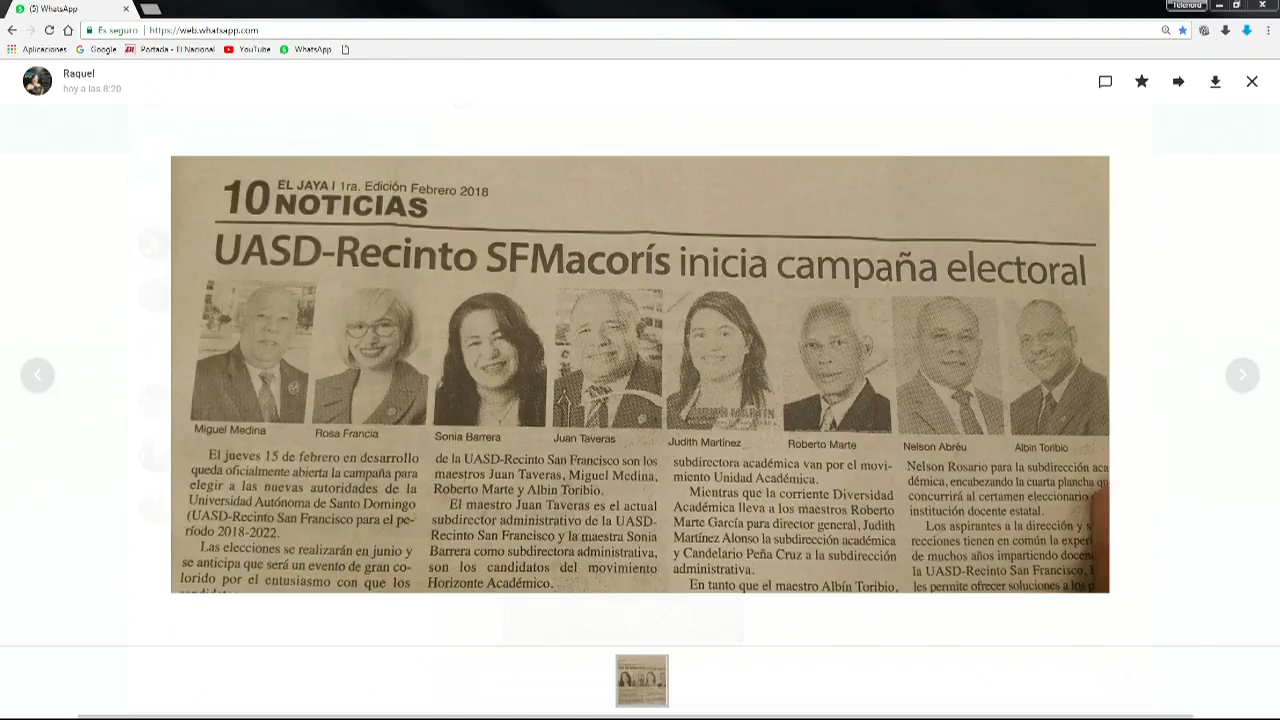 (5) WhatsApp
Telenord
Es seguro
https://web.whatsapp.com
Aplicaciones
Google
Portada - El Nacional
YouTube
WhatsApp
Raquel
hoy a las 8:20
10 EL JAYA | 1ra. Edición Febrero 2018
NOTICIAS
UASD-Recinto SFMacorís inicia campaña electoral
Miguel Medina
Rosa Francia
Sonia Barrera
Juan Taveras
Judith Martínez
Roberto Marte
Nelson Abréu
Albin Toribio
El jueves 15 de febrero en desarrollo
queda oficialmente abierta la campaña para
elegir a las nuevas autoridades de la
Universidad Autónoma de Santo Domingo
(UASD-Recinto San Francisco para el pe-
ríodo 2018-2022.
Las elecciones se realizarán en junio y
se anticipa que será un evento de gran co-
lorido por el entusiasmo con que los
de la UASD-Recinto San Francisco son los
maestros Juan Taveras, Miguel Medina,
Roberto Marte y Albin Toribio.
El maestro Juan Taveras es el actual
subdirector administrativo de la UASD-
Recinto San Francisco y la maestra Sonia
Barrera como subdirectora administrativa,
son los candidatos del movimiento
Horizonte Académico.
subdirectora académica van por el movi-
miento Unidad Académica.
Mientras que la corriente Diversidad
Académica lleva a los maestros Roberto
Marte García para director general, Judith
Martínez Alonso la subdirección académica
y Candelario Peña Cruz a la subdirección
administrativa.
En tanto que el maestro Albín Toribio,
Nelson Rosario para la subdirección aca
démica, encabezando la cuarta plancha qu
concurrirá al certamen eleccionario
institución docente estatal.
Los aspirantes a la dirección y s
recciones tienen en común la experi
de muchos años impartiendo docen
la UASD-Recinto San Francisco,
les permite ofrecer soluciones a los p